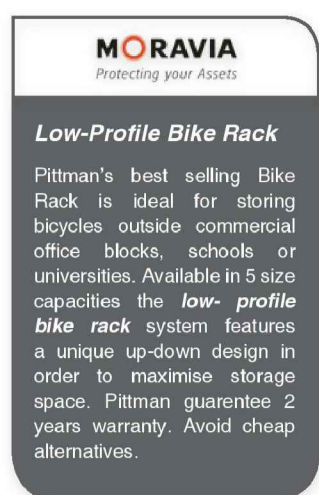 MORAVIA
Protecting your Assets
Low-Profile Bike Rack
Pittman's best selling Bike
Rack is ideal for storing
bicycles outside commercial
office blocks, schools or
universities. Available in 5 size
capacities the low- profile
bike rack system features
a unique up-down design in
order to maximise storage
space. Pittman guarentee 2
years warranty. Avoid cheap
alternatives.